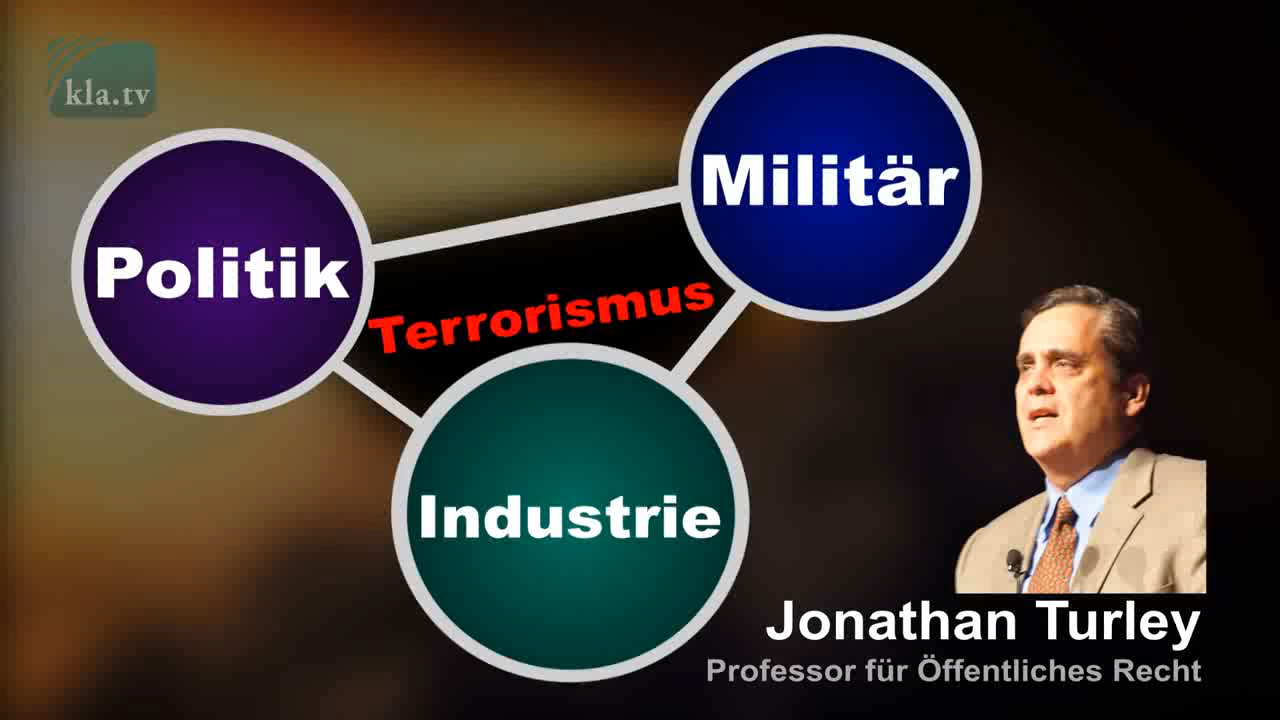 kla.tv
Militär
Politik
Terrorismus
Industrie
Jonathan Turley
Professor für Öffentliches Recht